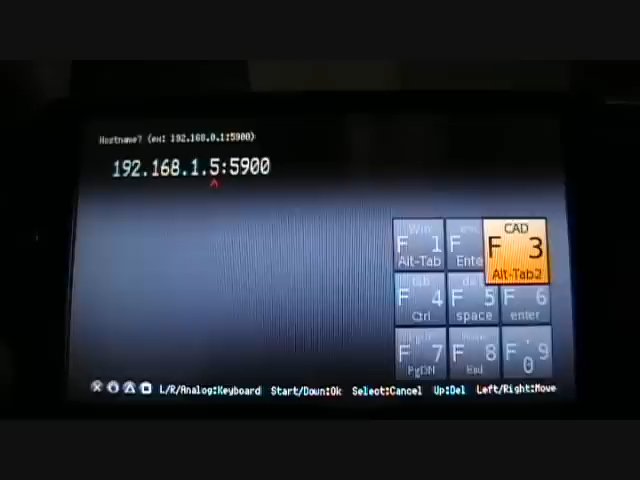 Hostname? (ex: 192.168.0.1:5900)
192.168.1.5:5900
CAD
F 1
F
F 3
Alt-Tab
Ente
Alt-Tab2
F 4
F 5
F 6
Ctrl
space
enter
F 7
F 8
F 9
PgDN
End
0
L/R/Analog:Keyboard Start/Down:Ok Select:Cancel Up:Del Left/Right:Move